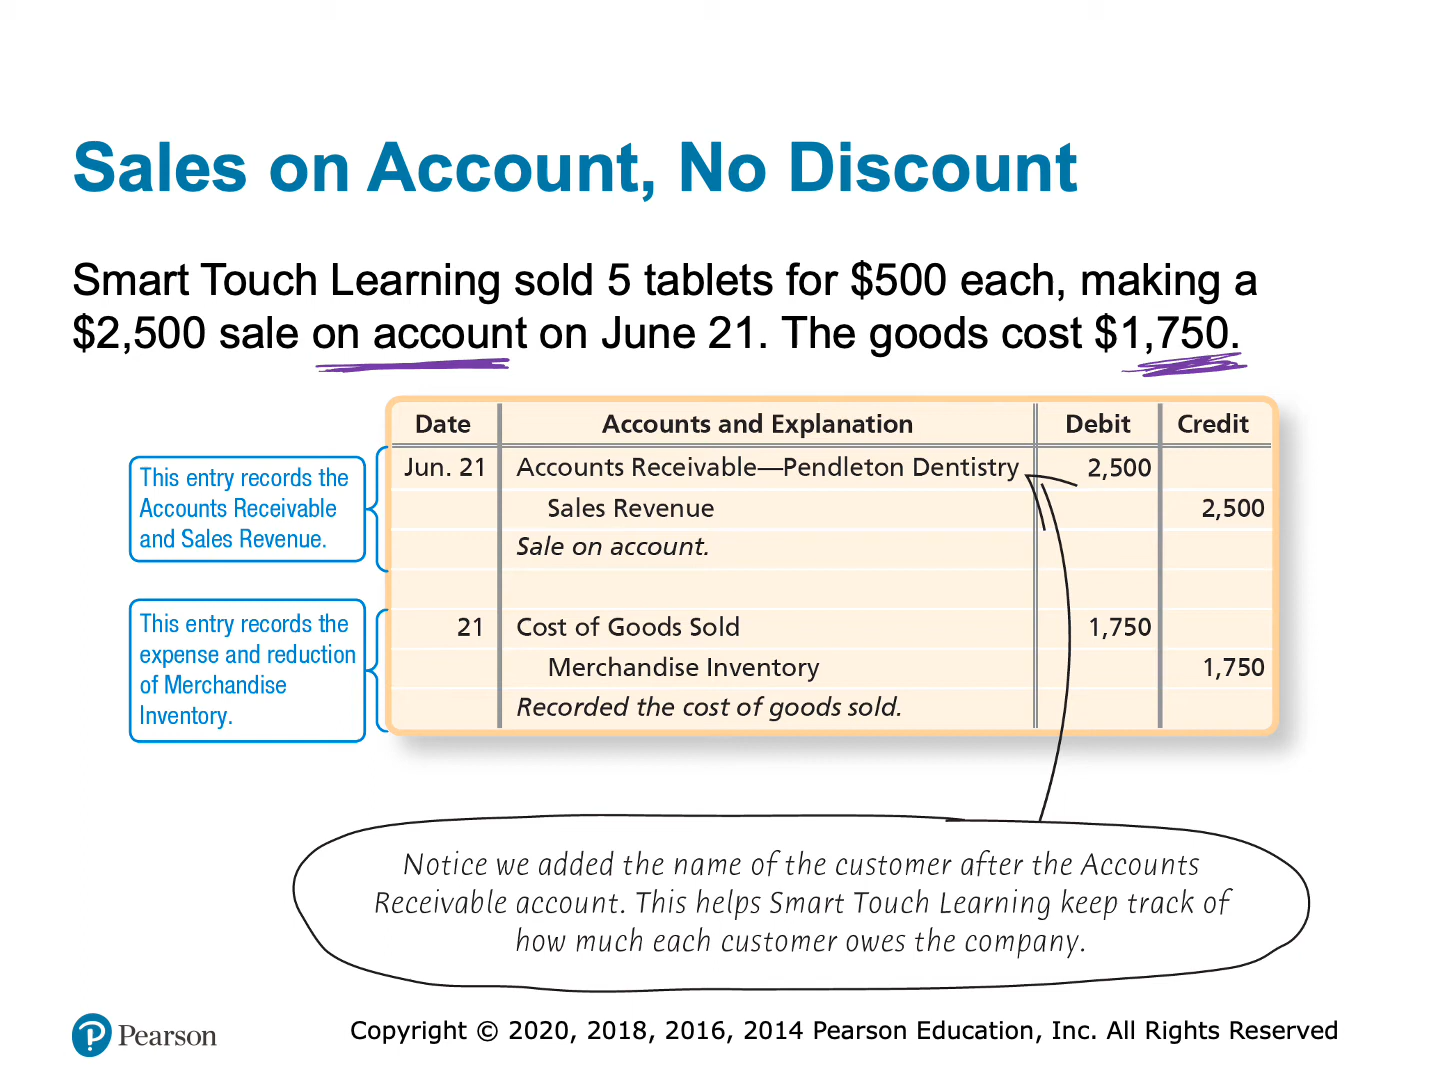 Sales on Account, No Discount
Smart Touch Learning sold 5 tablets for $500 each, making a
$2,500 sale on account on June 21. The goods cost $1,750.
Date Accounts and Explanation Debit Credit
Jun. 21 Accounts Receivable—Pendleton Dentistry 2,500
Sales Revenue 2,500
Sale on account.
21 Cost of Goods Sold 1,750
Merchandise Inventory 1,750
Recorded the cost of goods sold.
This entry records the
Accounts Receivable
and Sales Revenue.
This entry records the
expense and reduction
of Merchandise
Inventory.
Notice we added the name of the customer after the Accounts
Receivable account. This helps Smart Touch Learning keep track of
how much each customer owes the company.
P Pearson
Copyright © 2020, 2018, 2016, 2014 Pearson Education, Inc. All Rights Reserved